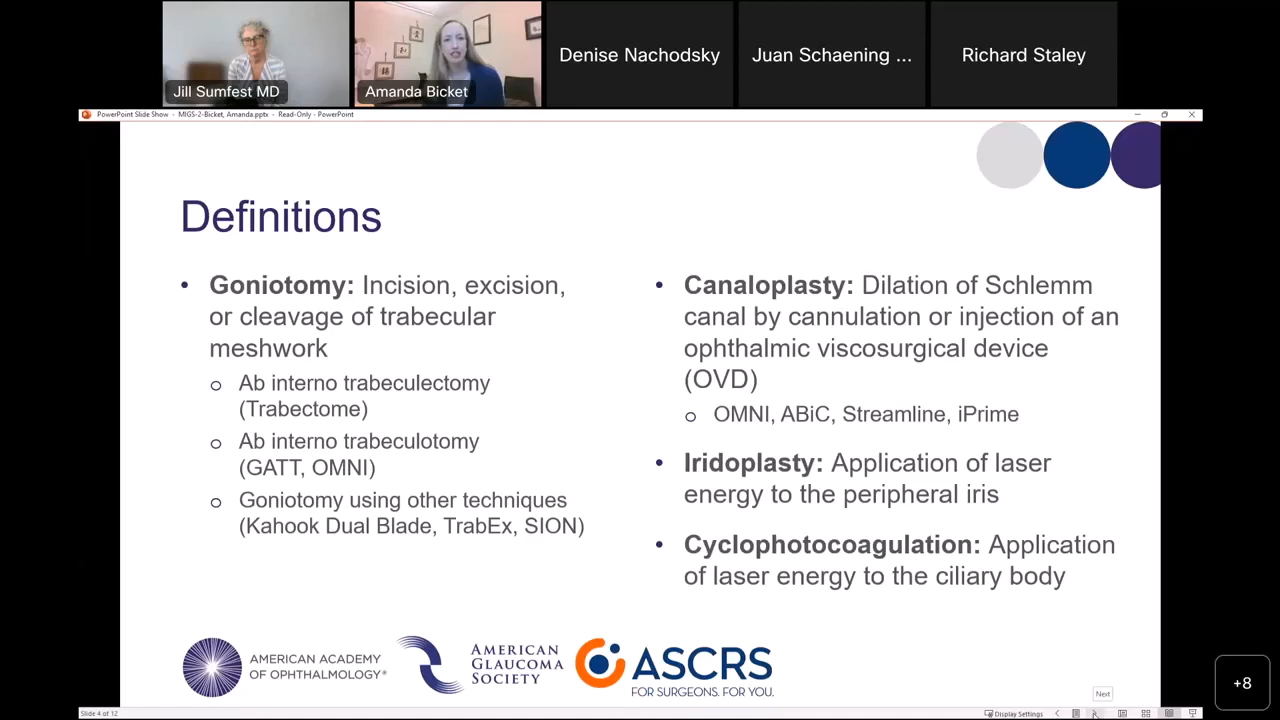 Jill Sumfest MD
Amanda Bicket
Denise Nachodsky
Juan Schaening ...
Richard Staley
PowerPoint Slide Show - MIGS-2-Bicket, Amanda.pptx - Read-Only - PowerPoint
Definitions
• Goniotomy: Incision, excision,
or cleavage of trabecular
meshwork
o Ab interno trabeculectomy
(Trabectome)
o Ab interno trabeculotomy
(GATT, OMNI)
o Goniotomy using other techniques
(Kahook Dual Blade, TrabEx, SION)
• Canaloplasty: Dilation of Schlemm
canal by cannulation or injection of an
ophthalmic viscosurgical device
(OVD)
o OMNI, ABiC, Streamline, iPrime
• Iridoplasty: Application of laser
energy to the peripheral iris
• Cyclophotocoagulation: Application
of laser energy to the ciliary body
AMERICAN ACADEMY
OF OPHTHALMOLOGY®
AMERICAN
GLAUCOMA
SOCIETY
ASCRS
FOR SURGEONS. FOR YOU.
Next
+8
Slide 4 of 12
Display Settings